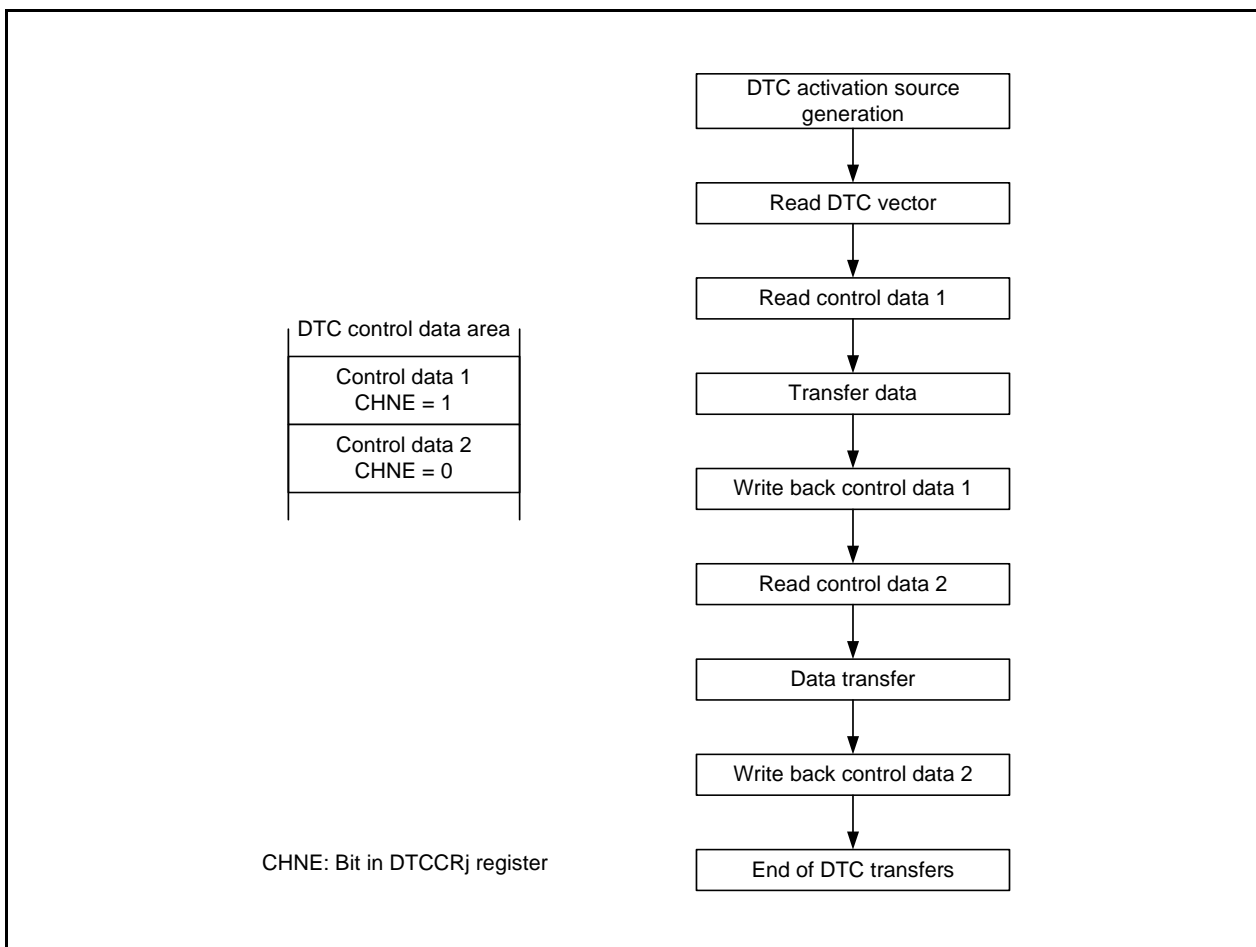 DTC activation source
generation
Read DTC vector
Read control data 1
Transfer data
Write back control data 1
Read control data 2
Data transfer
Write back control data 2
End of DTC transfers
DTC control data area
Control data 1
CHNE = 1
Control data 2
CHNE = 0
CHNE: Bit in DTCCRj register